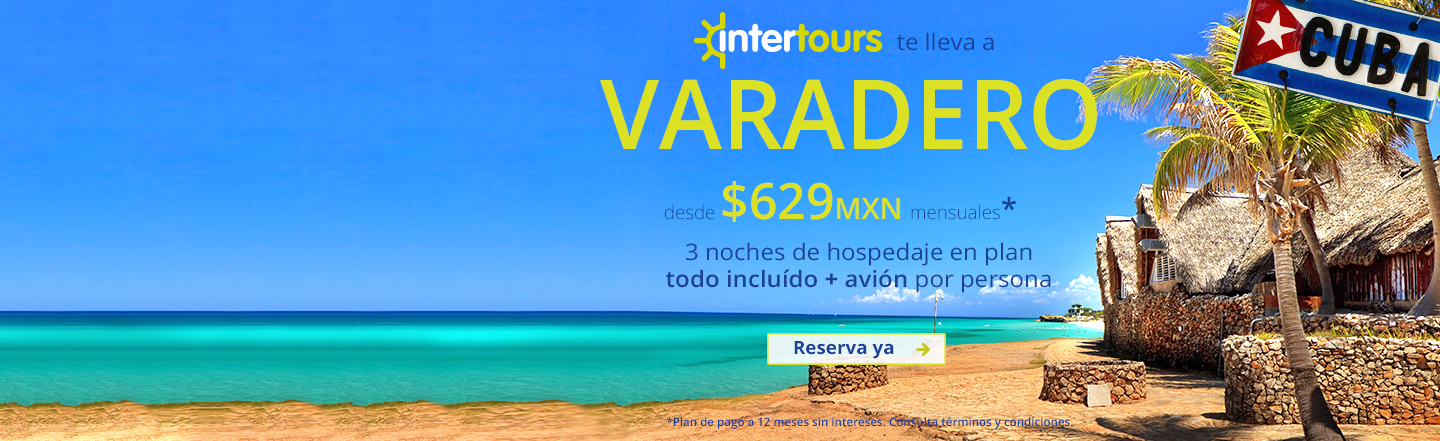 intertours te lleva a
CUBA
VARADERO
desde $629MXN mensuales*
3 noches de hospedaje en plan
todo incluído + avión por persona
Reserva ya
*Plan de pago a 12 meses sin intereses. Consulta términos y condiciones.